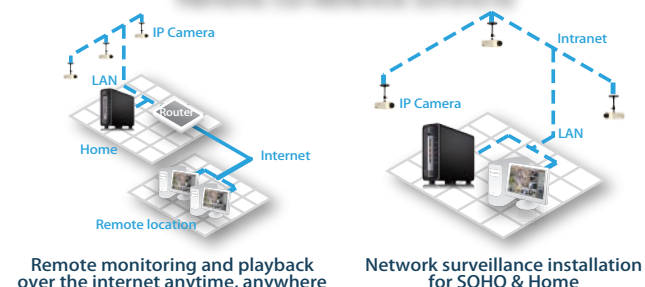 IP Camera
LAN
Router
Home
Internet
Remote location
Remote monitoring and playback
over the internet anytime, anywhere
Intranet
IP Camera
LAN
Network surveillance installation
for SOHO & Home